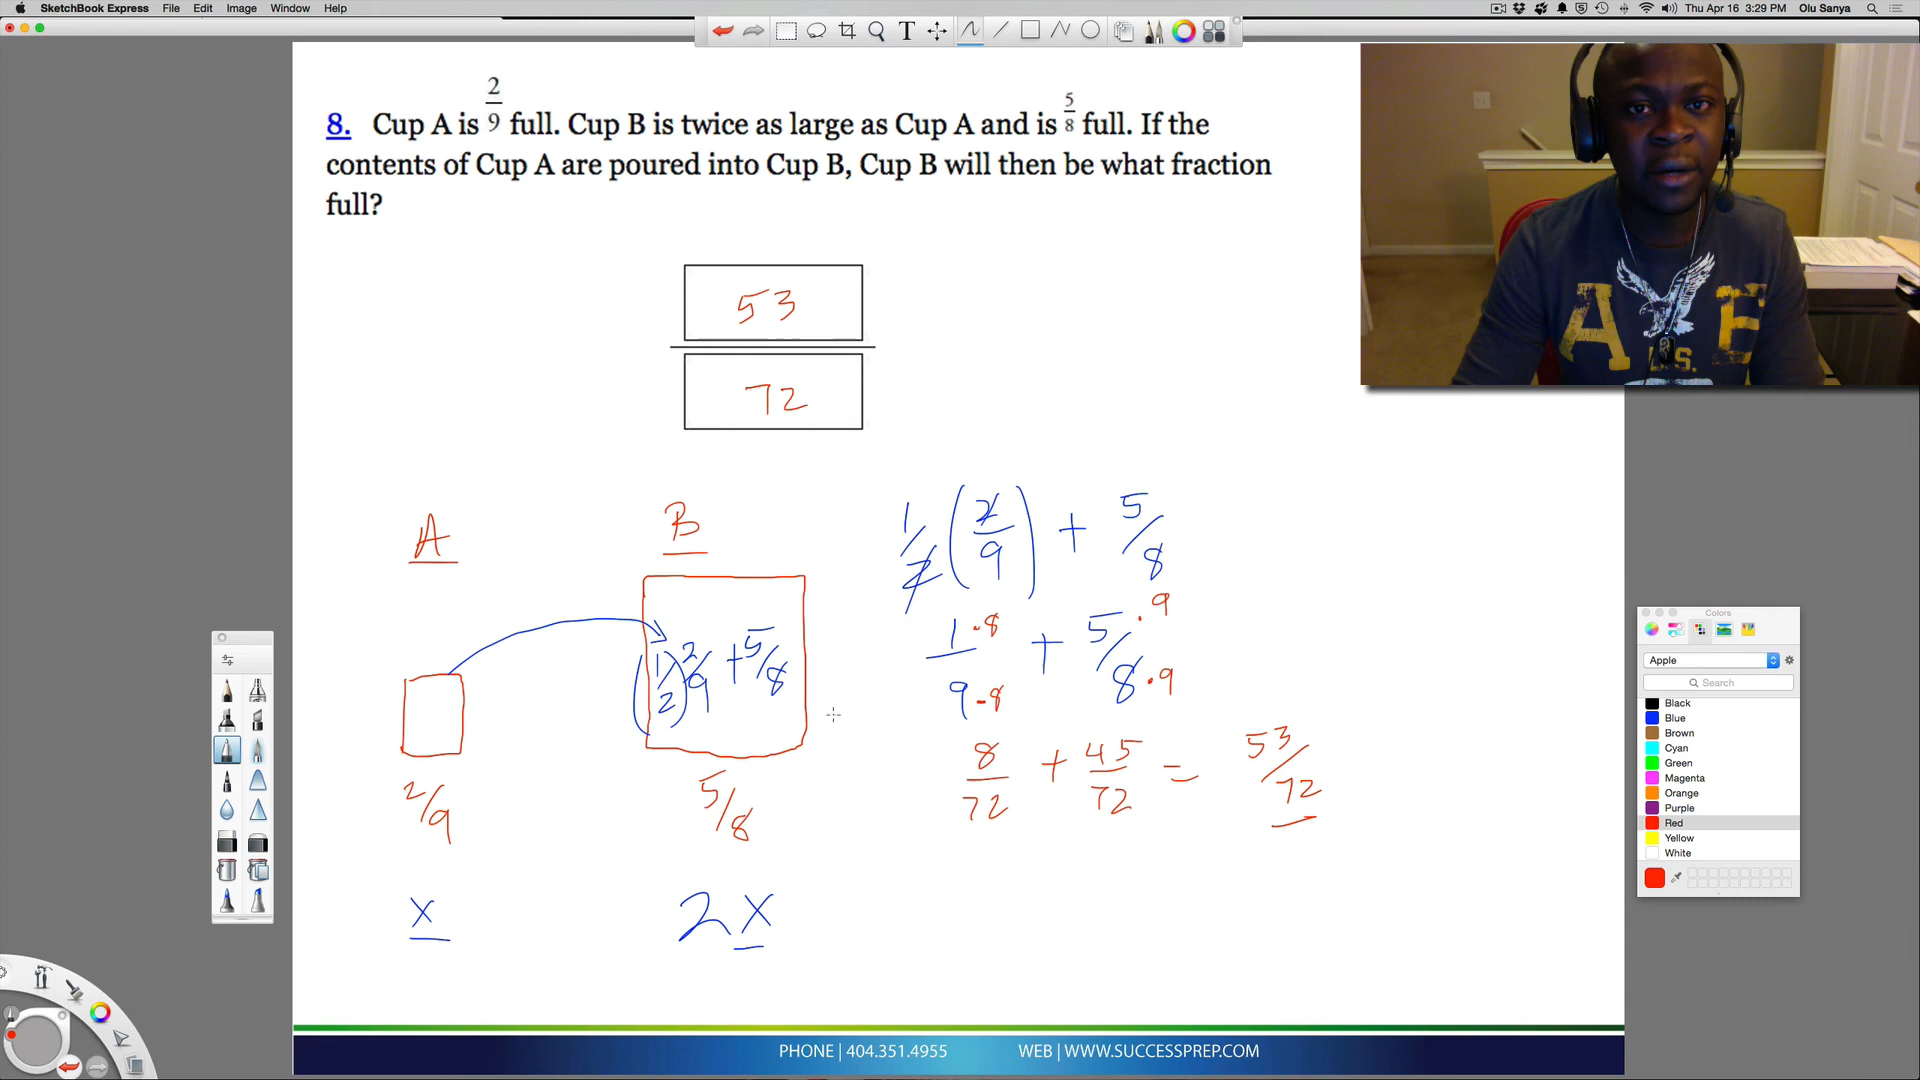 SketchBook Express File Edit Image Window Help
Thu Apr 16 3:29 PM Olu Sanya
T
8. Cup A is 2/9 full. Cup B is twice as large as Cup A and is 5/8 full. If the
contents of Cup A are poured into Cup B, Cup B will then be what fraction
full?
53
72
A
B
1/2 (2/9) + 5/8
(1/2) 2/9 + 5/8
1·8/9·8 + 5·9/8·9
8/72 + 45/72 = 53/72
2/9
5/8
x
2x
A E
Colors
Apple
Search
Black
Blue
Brown
Cyan
Green
Magenta
Orange
Purple
Red
Yellow
White
PHONE | 404.351.4955 WEB | WWW.SUCCESSPREP.COM